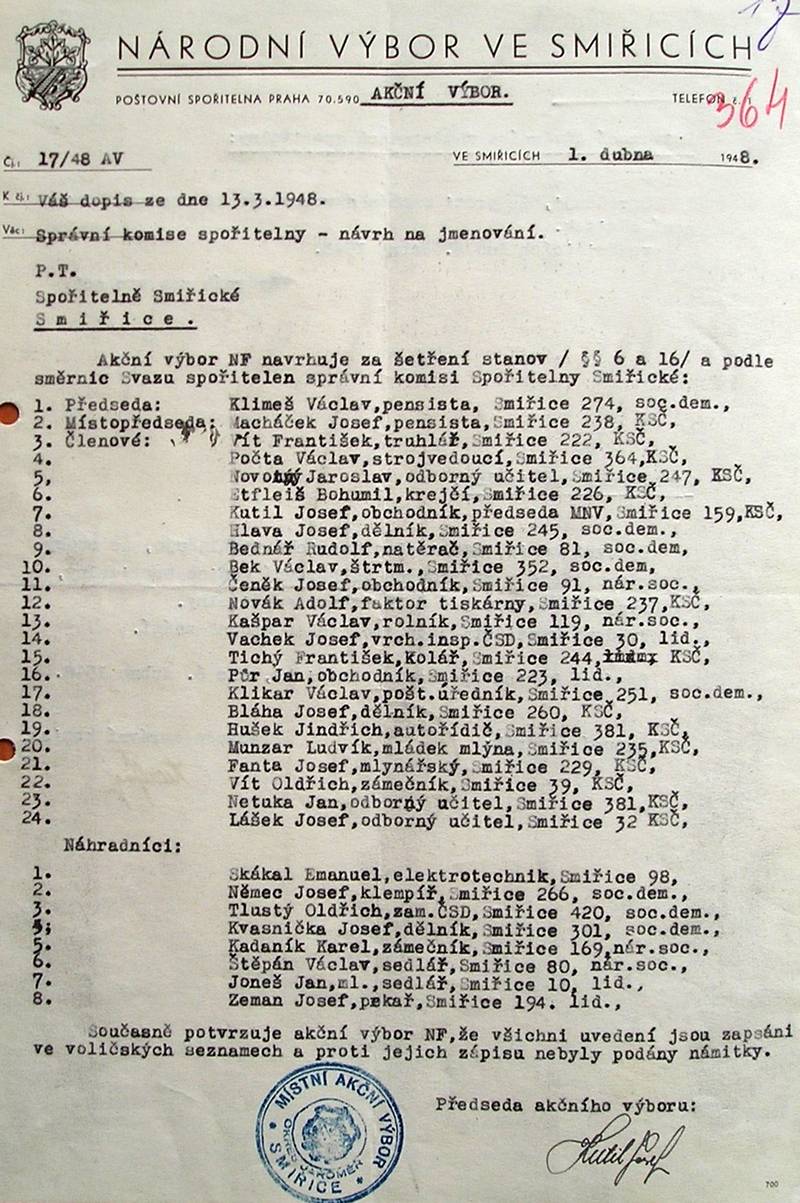 17
NÁRODNÍ VÝBOR VE SMIŘICÍCH
POŠTOVNÍ SPOŘITELNA PRAHA 70.590 AKČNÍ VÝBOR. TELEFON č. 1
364
Čj.: 17/48 AV VE SMIŘICÍCH 1. dubna 1948.
K čj.: Váš dopis ze dne 13.3.1948.
Věc: Správní komise spořitelny - návrh na jmenování.
P.T.
Spořitelně Smiřické
Smiřice.
Akční výbor NF navrhuje za šetření stanov / §§ 6 a 16/ a podle
směrnic Svazu spořitelen správní komisi Spořitelny Smiřické:
1. Předseda: Klimeš Václav,pensista, Smiřice 274, soc.dem.,
2. Místopředseda: Macháček Josef,pensista, Smiřice 238, KSČ,
3. Členové: Vít František,truhlář,Smiřice 222, KSČ,
4. Počta Václav,strojvedoucí,Smiřice 364,KSČ,
5, Novotný Jaroslav,odborný učitel,Smiřice 247, KSČ,
6. Etfleiš Bohumil,krejčí,Smiřice 226, KSČ,
7. Kutil Josef,obchodník,předseda MNV,Smiřice 159,KSČ,
8. Hlava Josef,dělník,Smiřice 245, soc.dem.,
9. Bednář Rudolf,natěrač,Smiřice 81, soc.dem,
10. Bek Václav,štrtm.,Smiřice 352, soc.dem,
11. Čeněk Josef,obchodník,Smiřice 91, nár.soc.,
12. Novák Adolf,faktor tiskárny,Smiřice 237,KSČ,
13. Kašpar Václav,rolník,Smiřice 119, nár.soc.,
14. Vachek Josef,vrch.insp.ČSD,Smiřice 30, lid.,
15. Tichý František,Kolář,Smiřice 244, KSČ,
16. Půr Jan,obchodník,Smiřice 223, lid.,
17. Klikar Václav,pošt.úředník,Smiřice 251, soc.dem.,
18. Bláha Josef,dělník,Smiřice 260, KSČ,
19. Hušek Jindřich,autořídič,Smiřice 381, KSČ,
20. Munzar Ludvík,mládek mlýna,Smiřice 235,KSČ,
21. Fanta Josef,mlynářský,Smiřice 229, KSČ,
22. Vít Oldřich,zámečník,Smiřice 39, KSČ,
23. Netuka Jan,odborný učitel,Smiřice 381,KSČ,
24. Lášek Josef,odborný učitel,Smiřice 32 KSČ,
Náhradníci:
1. Skákal Emanuel,elektrotechnik,Smiřice 98,
2. Němec Josef,klempíř,Smiřice 266, soc.dem.,
3. Tlustý Oldřich,zam.ČSD,Smiřice 420, soc.dem.,
4; Kvasnička Josef,dělník,Smiřice 301, soc.dem.,
5. Kadaník Karel,zámečník,Smiřice 169,nár.soc.,
6. Štěpán Václav,sedlář,Smiřice 80, nár.soc.,
7. Joneš Jan,ml.,sedlář,Smiřice 10, lid.,
8. Zeman Josef,pekař,Smiřice 194. lid.,
Současně potvrzuje akční výbor NF,že všichni uvedení jsou zapsáni
ve voličských seznamech a proti jejich zápisu nebyly podány námitky.
Předseda akčního výboru:
MÍSTNÍ AKČNÍ VÝBOR
OKRES JAROMĚŘ
SMIŘICE
Kutil Josef
700